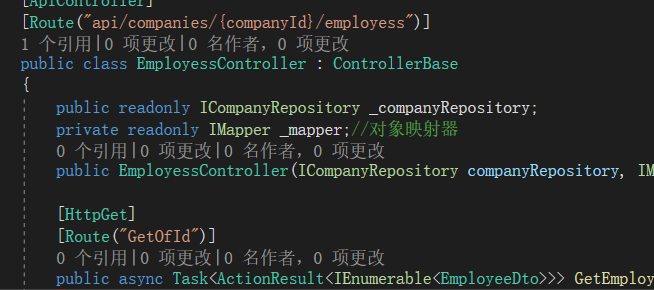 [ApiController]
[Route("api/companies/{companyId}/employess")]
1 个引用|0 项更改|0 名作者，0 项更改
public class EmployessController : ControllerBase
{
public readonly ICompanyRepository _companyRepository;
private readonly IMapper _mapper;//对象映射器
0 个引用|0 项更改|0 名作者，0 项更改
public EmployessController(ICompanyRepository companyRepository, IM
[HttpGet]
[Route("GetOfId")]
0 个引用|0 项更改|0 名作者，0 项更改
public async Task<ActionResult<IEnumerable<EmployeeDto>>> GetEmploy